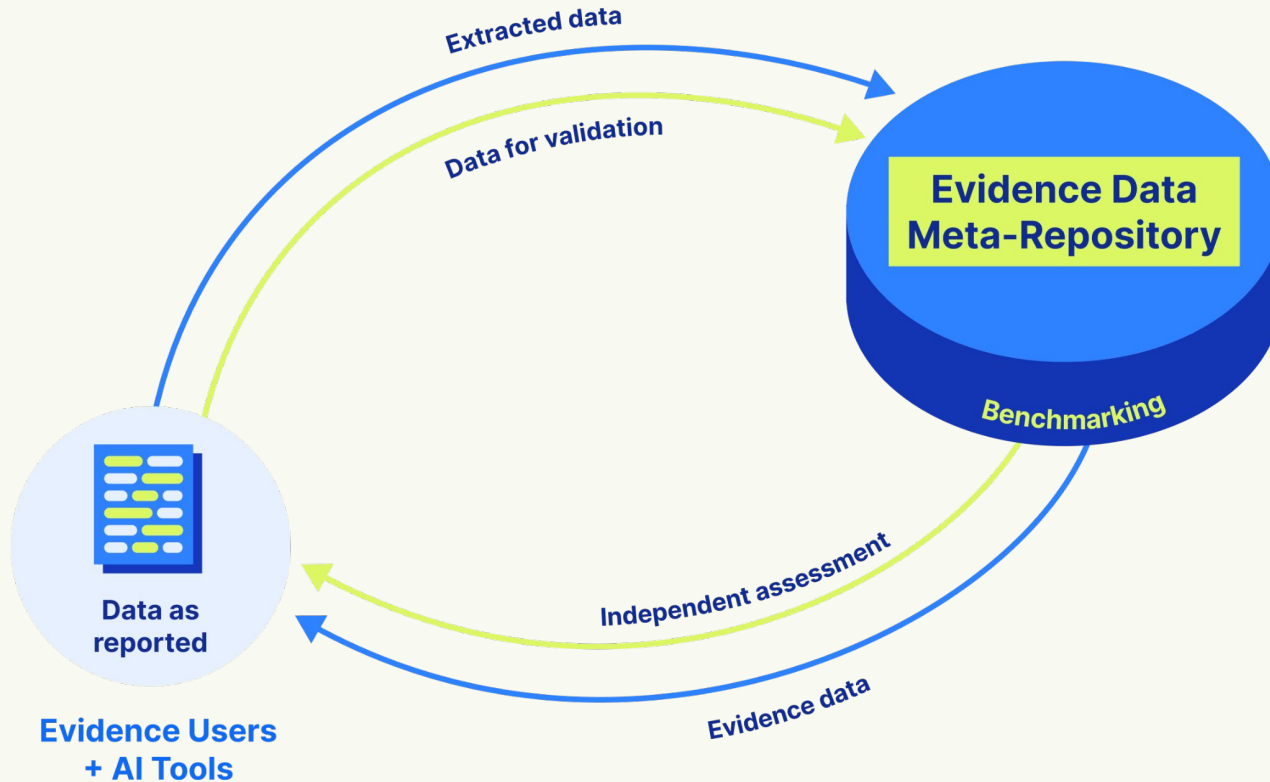 Extracted data
Data for validation
Evidence Data
Meta-Repository
Benchmarking
Independent assessment
Evidence data
Data as
reported
Evidence Users
+ AI Tools